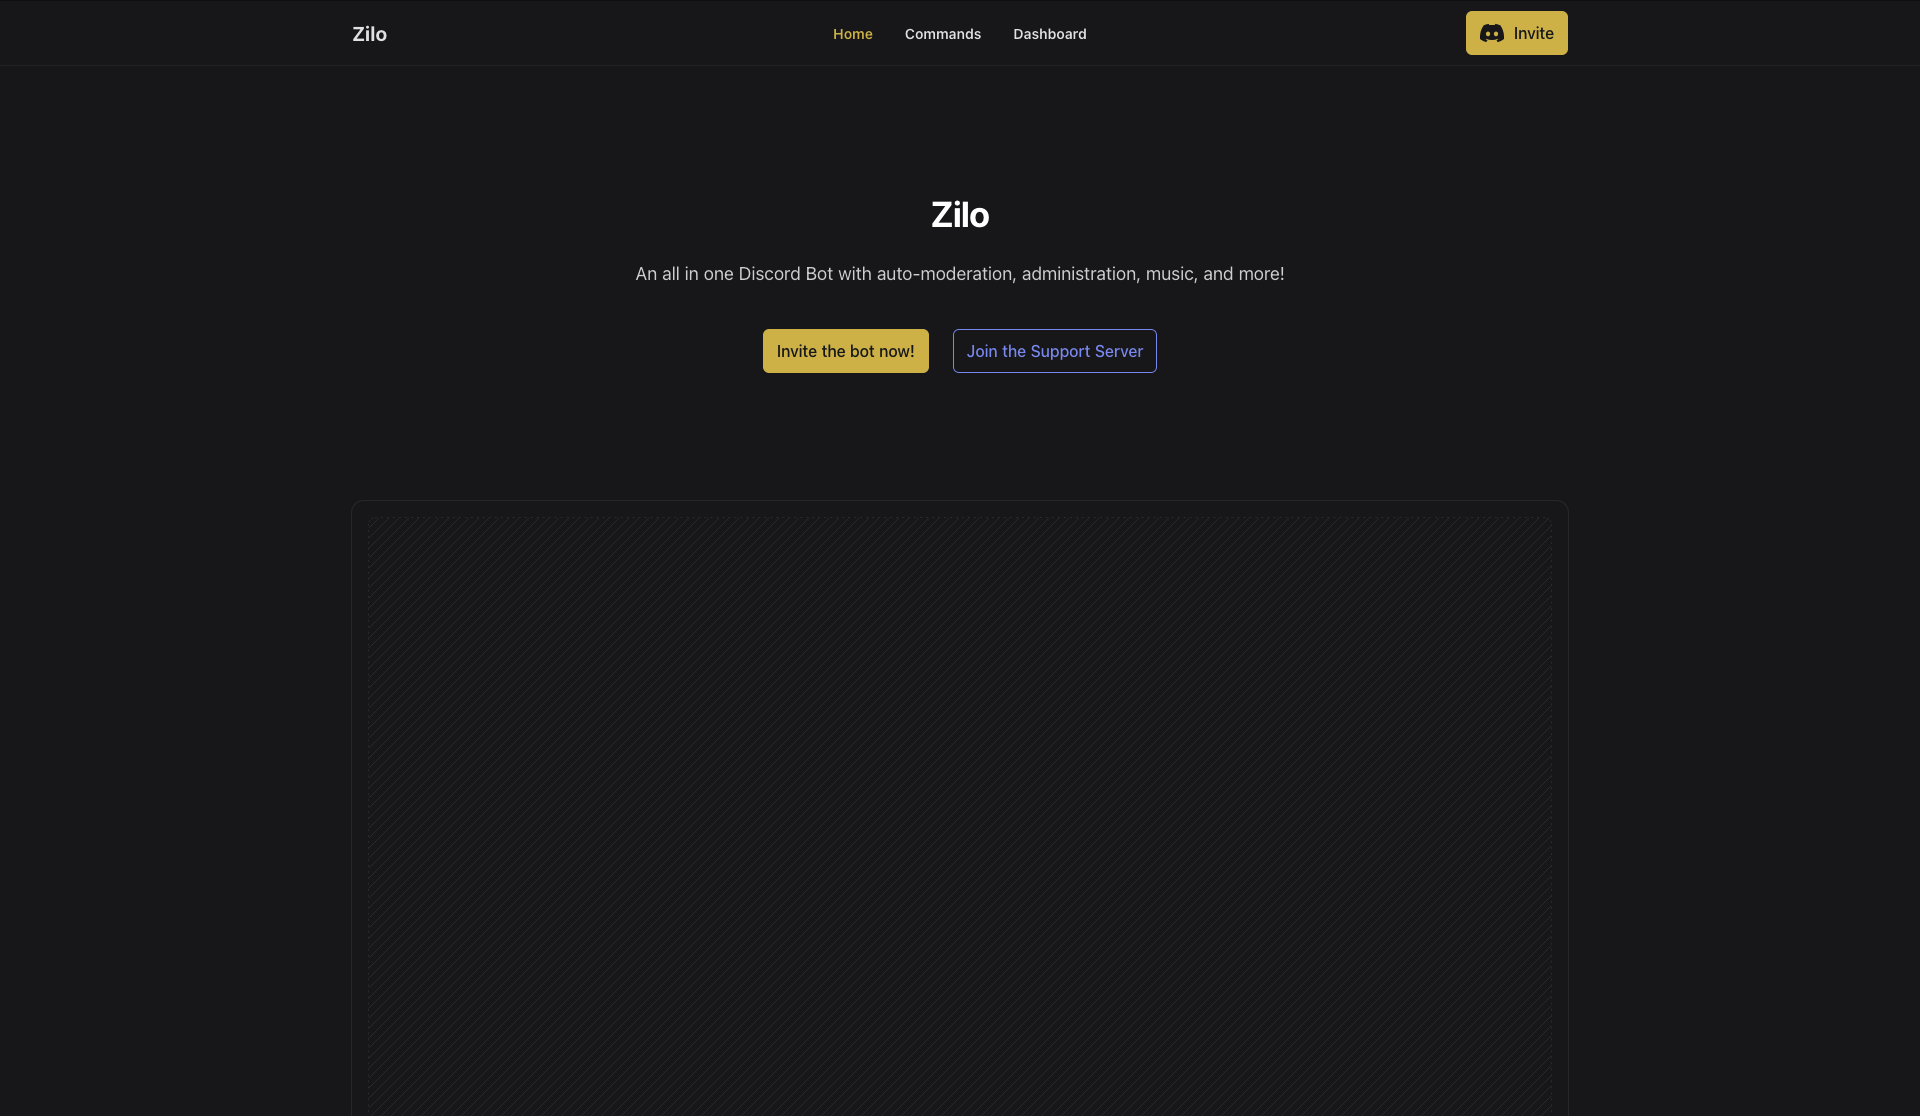 Zilo
Home Commands Dashboard
Invite
Zilo
An all in one Discord Bot with auto-moderation, administration, music, and more!
Invite the bot now! Join the Support Server